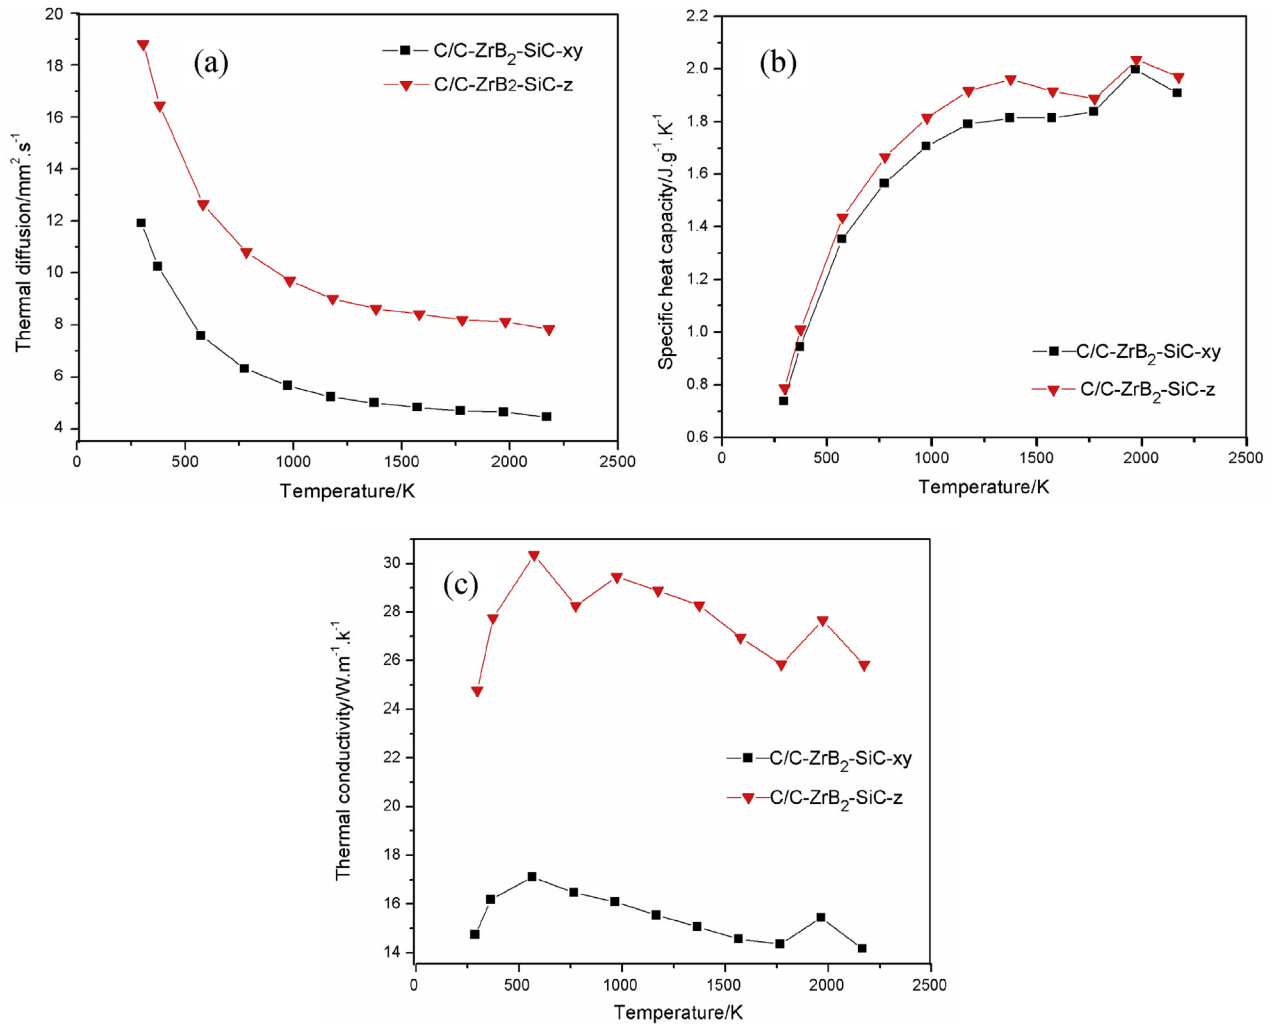 (a)
C/C-ZrB2-SiC-xy
C/C-ZrB2-SiC-z
Thermal diffusion/mm².s⁻¹
20
18
16
14
12
10
8
6
4
0 500 1000 1500 2000 2500
Temperature/K
(b)
Specific heat capacity/J.g⁻¹.K⁻¹
2.2
2.0
1.8
1.6
1.4
1.2
1.0
0.8
0.6
C/C-ZrB₂-SiC-xy
C/C-ZrB₂-SiC-z
0 500 1000 1500 2000 2500
Temperature/K
(c)
Thermal conductivity/W.m⁻¹.k⁻¹
30
28
26
24
22
20
18
16
14
C/C-ZrB₂-SiC-xy
C/C-ZrB₂-SiC-z
0 500 1000 1500 2000 2500
Temperature/K